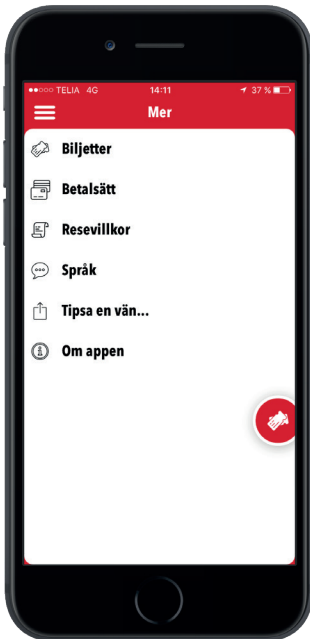 TELIA 4G 14:11 37 %
Mer
Biljetter
Betalsätt
Resevillkor
Språk
Tipsa en vän...
Om appen